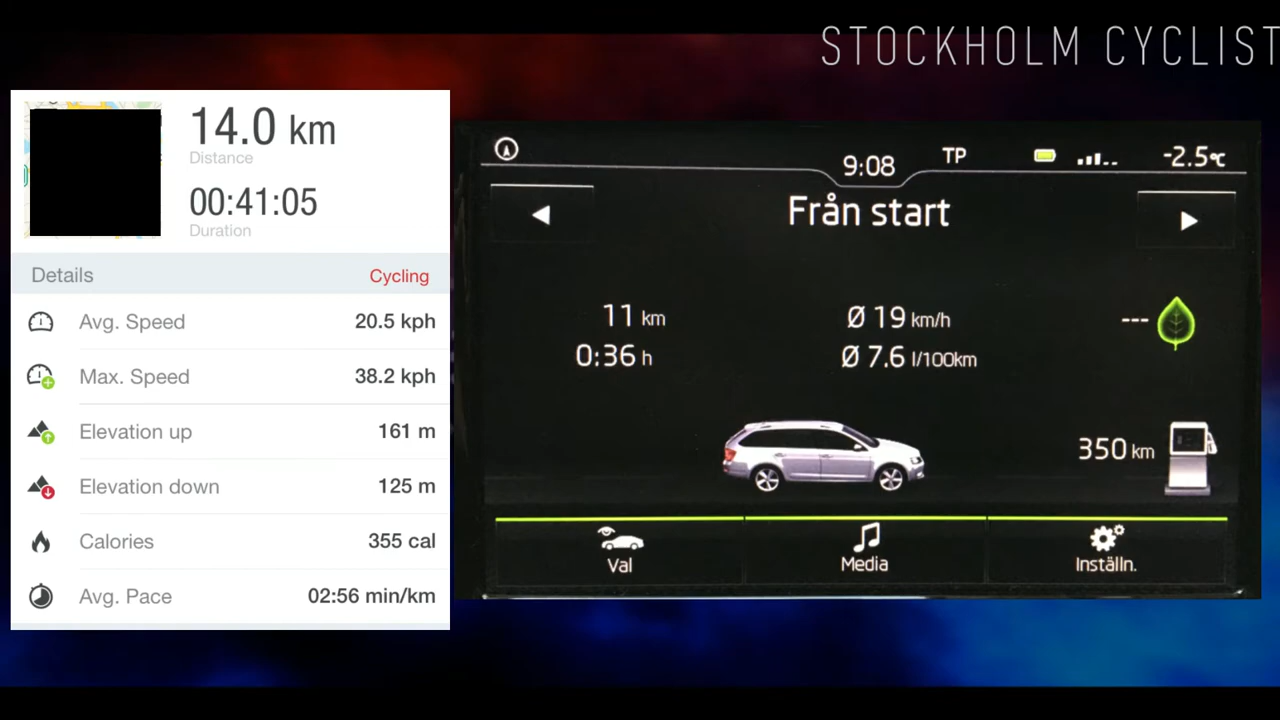 STOCKHOLM CYCLIST
14.0 km
Distance
00:41:05
Duration
Details Cycling
Avg. Speed 20.5 kph
Max. Speed 38.2 kph
Elevation up 161 m
Elevation down 125 m
Calories 355 cal
Avg. Pace 02:56 min/km
9:08 TP -2.5°C
Från start
11 km Ø 19 km/h ---
0:36 h Ø 7.6 l/100km
350 km
Val Media Inställn.